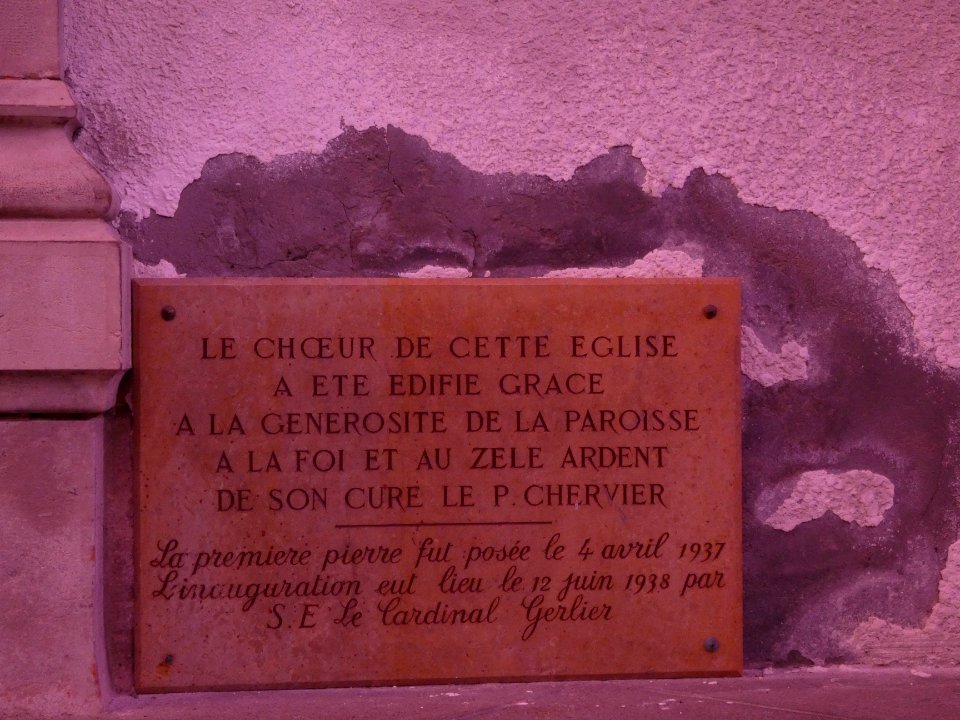 LE CHŒUR DE CETTE EGLISE
A ETE EDIFIE GRACE
A LA GENEROSITE DE LA PAROISSE
A LA FOI ET AU ZELE ARDENT
DE SON CURE LE P. CHERVIER
La premiere pierre fut posée le 4 avril 1937
L'inauguration eut lieu le 12 juin 1938 par
S.E Le Cardinal Gerlier